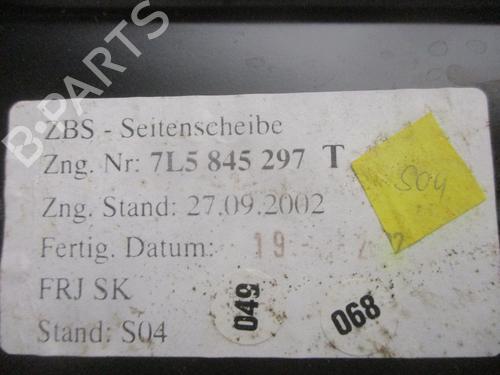 ZBS - Seitenscheibe
Zng. Nr: 7L5 845 297 T
S04
Zng. Stand: 27.09.2002
Fertig. Datum: 19
FRJ SK
049
068
Stand: S04
B-PARTS